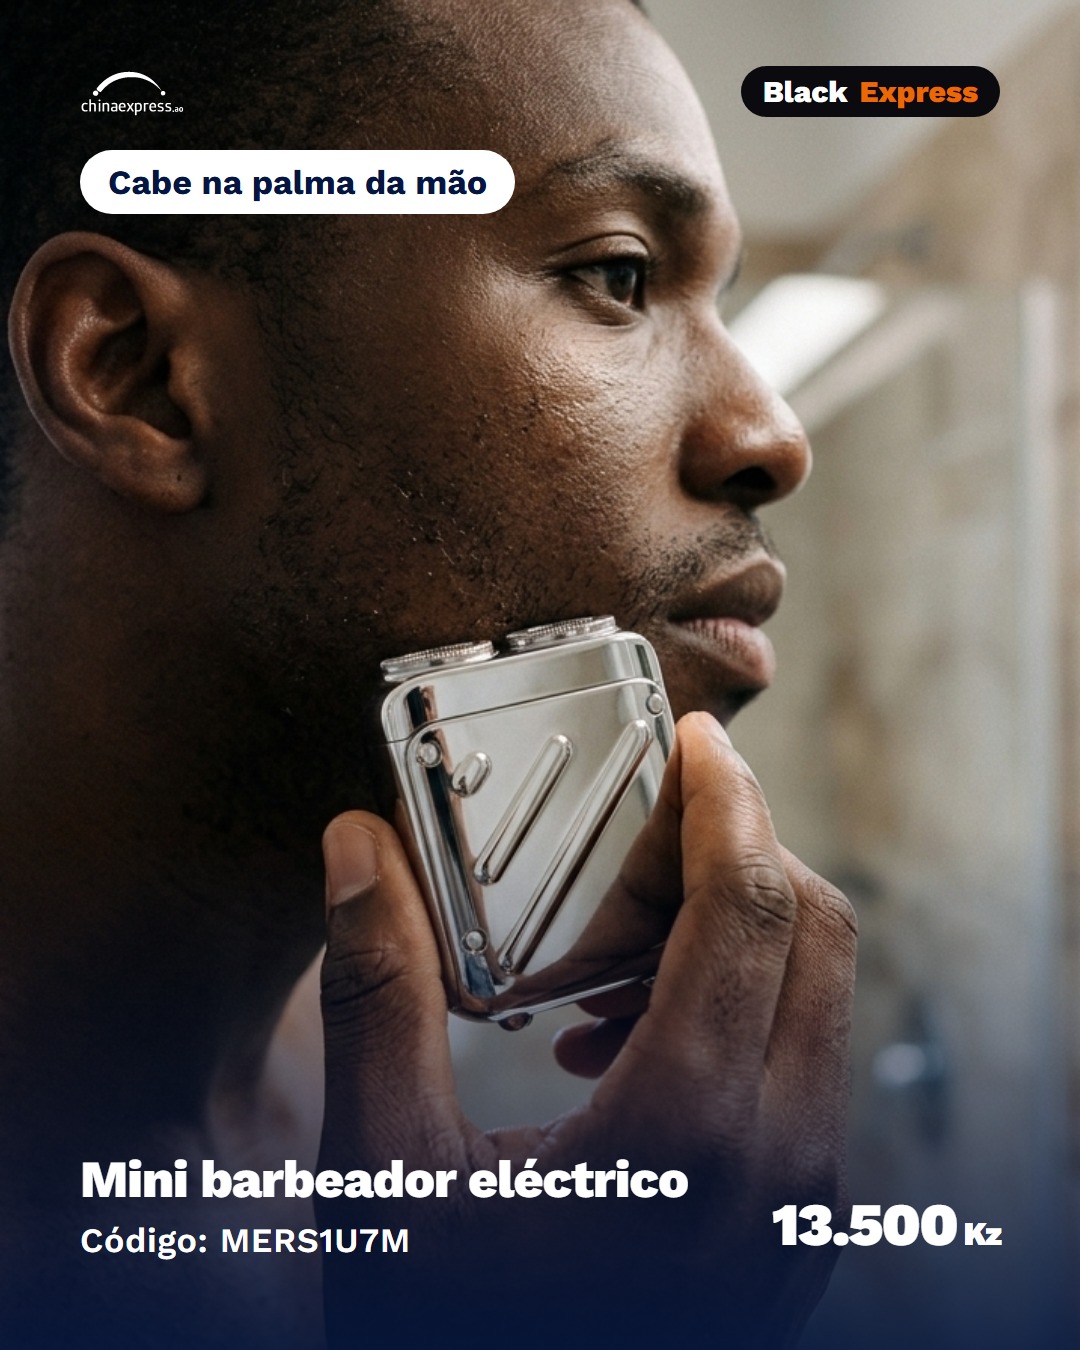 chinaexpress.ao
Black Express
Cabe na palma da mão
Mini barbeador eléctrico
Código: MERS1U7M
13.500 Kz